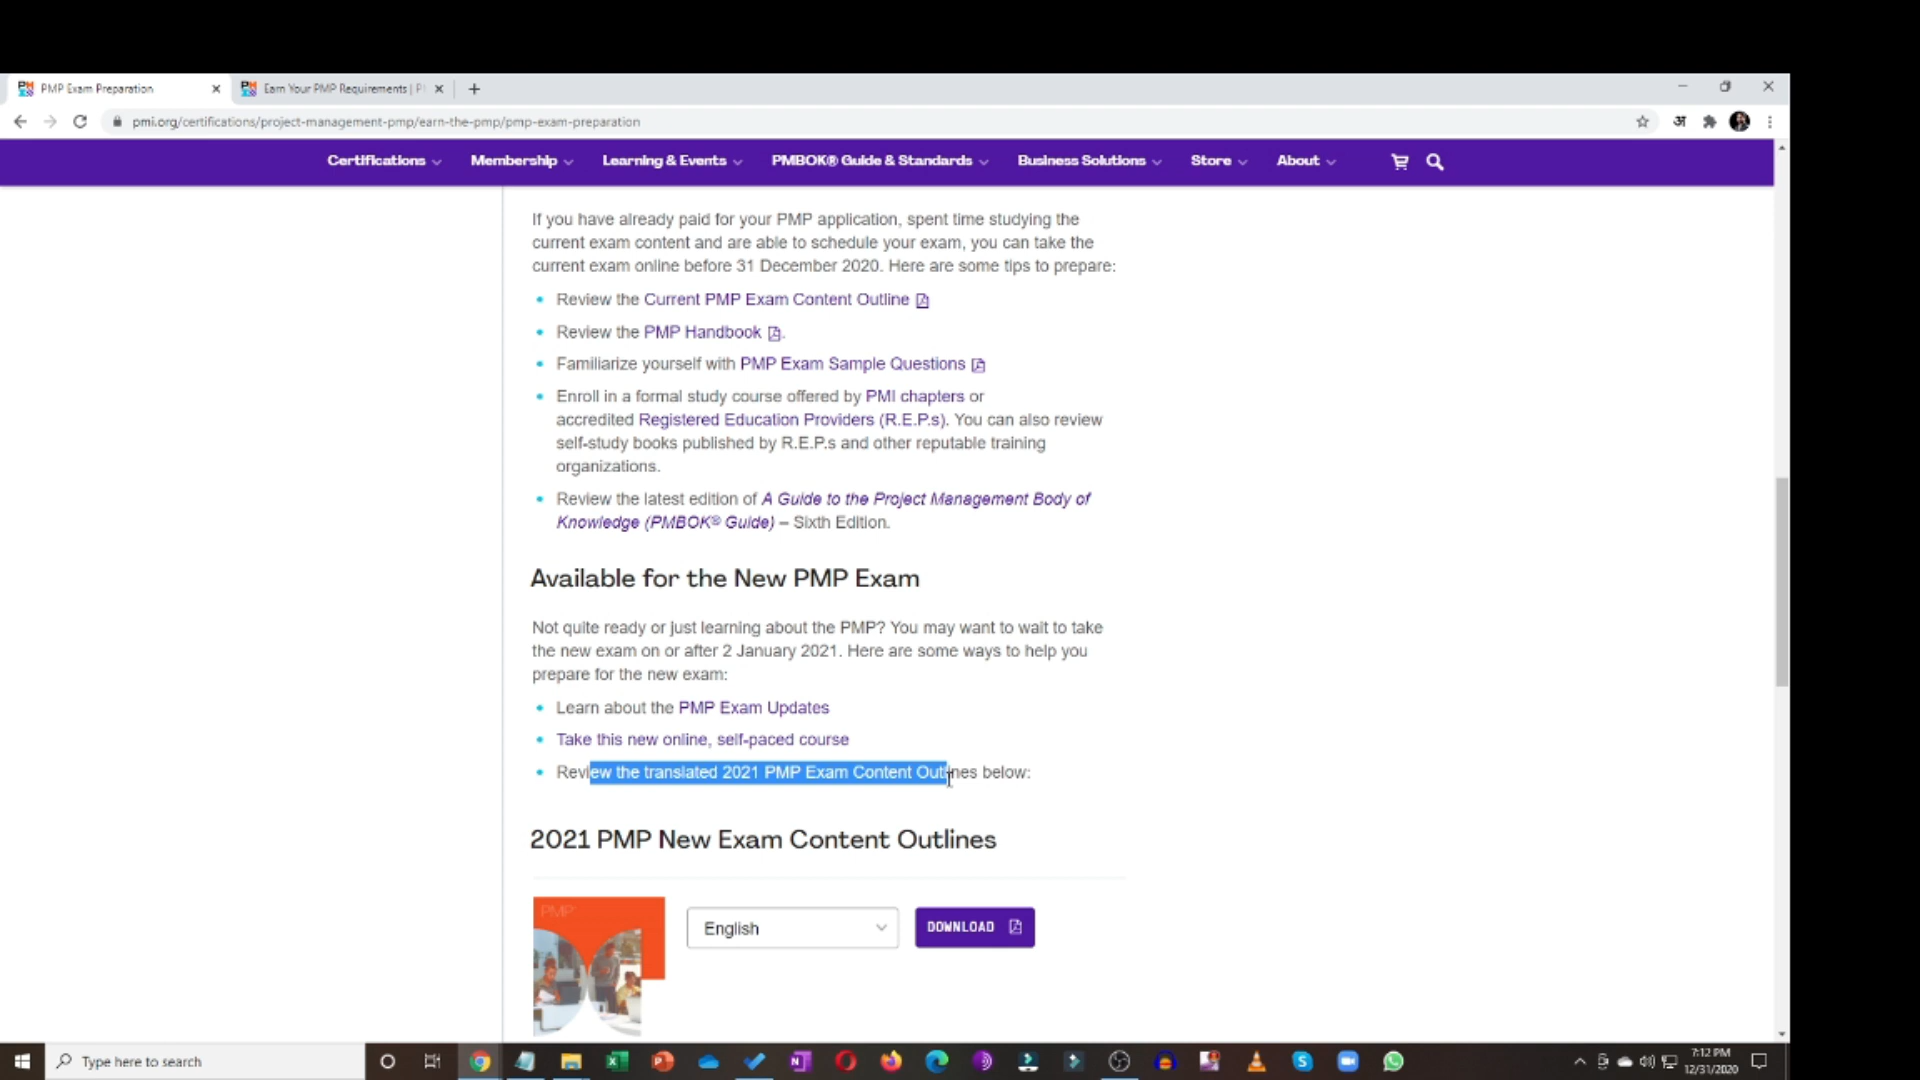 PMP Exam Preparation
Earn Your PMP Requirements | P
pmi.org/certifications/project-management-pmp/earn-the-pmp/pmp-exam-preparation
अ
Certifications Membership Learning & Events PMBOK® Guide & Standards Business Solutions Store About
If you have already paid for your PMP application, spent time studying the
current exam content and are able to schedule your exam, you can take the
current exam online before 31 December 2020. Here are some tips to prepare:
Review the Current PMP Exam Content Outline
Review the PMP Handbook.
Familiarize yourself with PMP Exam Sample Questions
Enroll in a formal study course offered by PMI chapters or
accredited Registered Education Providers (R.E.P.s). You can also review
self-study books published by R.E.P.s and other reputable training
organizations.
Review the latest edition of A Guide to the Project Management Body of
Knowledge (PMBOK® Guide) – Sixth Edition.
Available for the New PMP Exam
Not quite ready or just learning about the PMP? You may want to wait to take
the new exam on or after 2 January 2021. Here are some ways to help you
prepare for the new exam:
Learn about the PMP Exam Updates
Take this new online, self-paced course
Review the translated 2021 PMP Exam Content Outlines below:
2021 PMP New Exam Content Outlines
PMP
English
DOWNLOAD
Type here to search
7:12 PM
12/31/2020